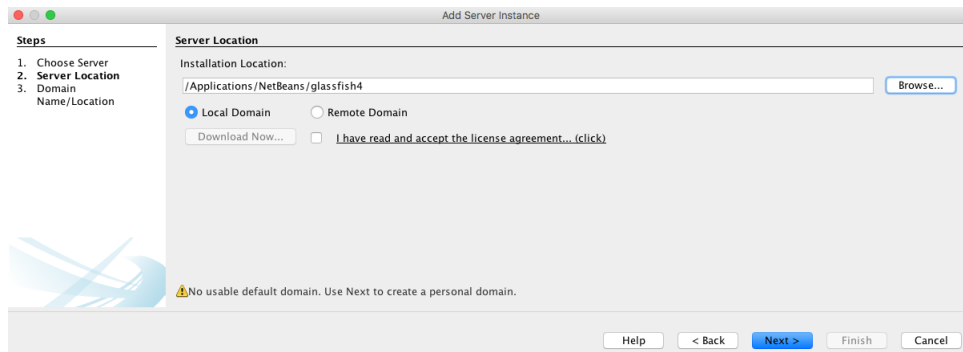 Add Server Instance
Steps
1. Choose Server
2. Server Location
3. Domain
Name/Location
Server Location
Installation Location:
/Applications/NetBeans/glassfish4
Browse...
Local Domain
Remote Domain
Download Now...
I have read and accept the license agreement... (click)
No usable default domain. Use Next to create a personal domain.
Help
< Back
Next >
Finish
Cancel